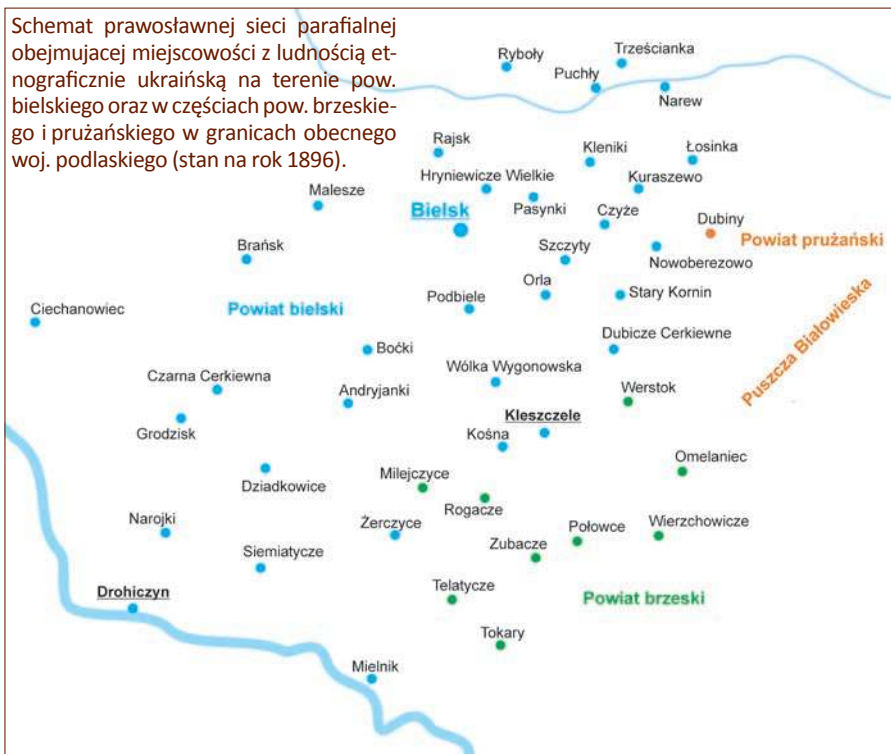 Schemat prawosławnej sieci parafialnej
obejmujacej miejscowości z ludnością et-
nograficznie ukraińską na terenie pow.
bielskiego oraz w częściach pow. brzeskie-
go i prużańskiego w granicach obecnego
woj. podlaskiego (stan na rok 1896).
Ryboły
Trześcianka
Puchły
Narew
Rajsk
Kleniki
Łosinka
Hryniewicze Wielkie
Kuraszewo
Malesze
Bielsk
Pasynki
Czyże
Dubiny
Powiat prużański
Brańsk
Szczyty
Nowoberezowo
Orla
Stary Kornin
Ciechanowiec
Powiat bielski
Podbiele
Puszcza Białowieska
Boćki
Dubicze Cerkiewne
Wólka Wygonowska
Czarna Cerkiewna
Andryjanki
Werstok
Grodzisk
Kleszczele
Kośna
Omelaniec
Dziadkowice
Milejczyce
Rogacze
Narojki
Żerczyce
Połowce
Wierzchowicze
Siemiatycze
Zubacze
Drohiczyn
Telatycze
Powiat brzeski
Tokary
Mielnik